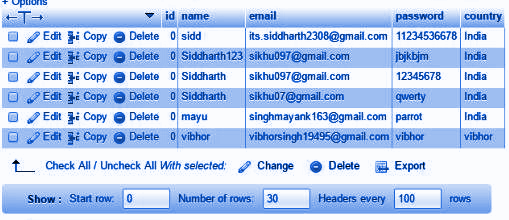 + Options
id name email password country
Edit Copy Delete 0 sidd its.siddharth2308@gmail.com 11234536678 India
Edit Copy Delete 0 Siddharth123 sikhu097@gmail.com jbjkbjm India
Edit Copy Delete 0 Siddharth sikhu097@gmail.com 12345678 India
Edit Copy Delete 0 Siddharth sikhu07@gmail.com qwerty India
Edit Copy Delete 0 mayu singhmayank163@gmail.com parrot India
Edit Copy Delete 0 vibhor vibhorsingh19495@gmail.com vibhor vibhor
Check All / Uncheck All With selected: Change Delete Export
Show : Start row: 0 Number of rows: 30 Headers every 100 rows